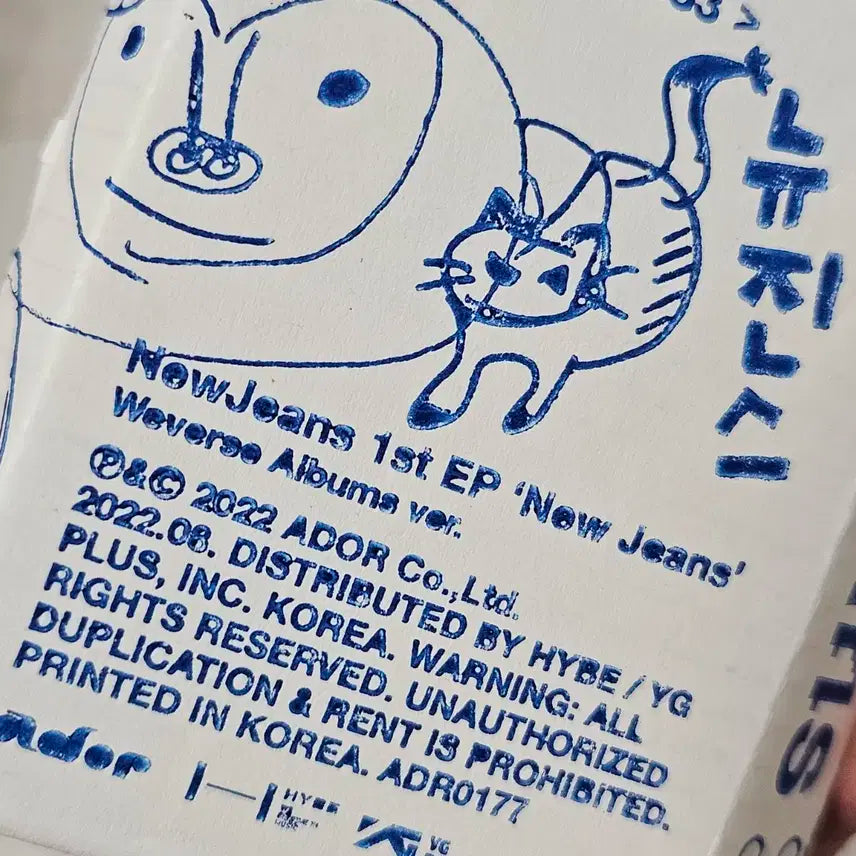 뉴진스
NewJeans 1st EP ‘New Jeans’
Weverse Albums ver.
℗&© 2022 ADOR Co.,Ltd.
2022.08. DISTRIBUTED BY HYBE / YG
PLUS, INC. KOREA. WARNING: ALL
RIGHTS RESERVED. UNAUTHORIZED
DUPLICATION & RENT IS PROHIBITED.
PRINTED IN KOREA. ADR0177
ador
HYBE
YG